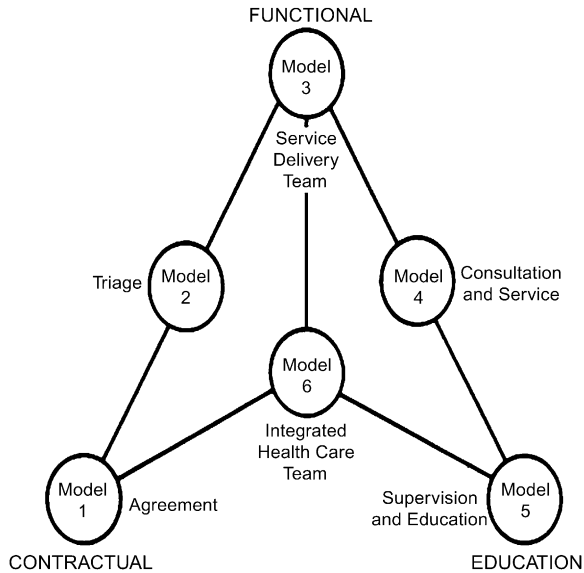 FUNCTIONAL
Model
3
Service
Delivery
Team
Triage
Model
2
Model
4
Consultation
and Service
Model
6
Integrated
Health Care
Team
Model
1
Agreement
Supervision
and Education
Model
5
CONTRACTUAL
EDUCATION